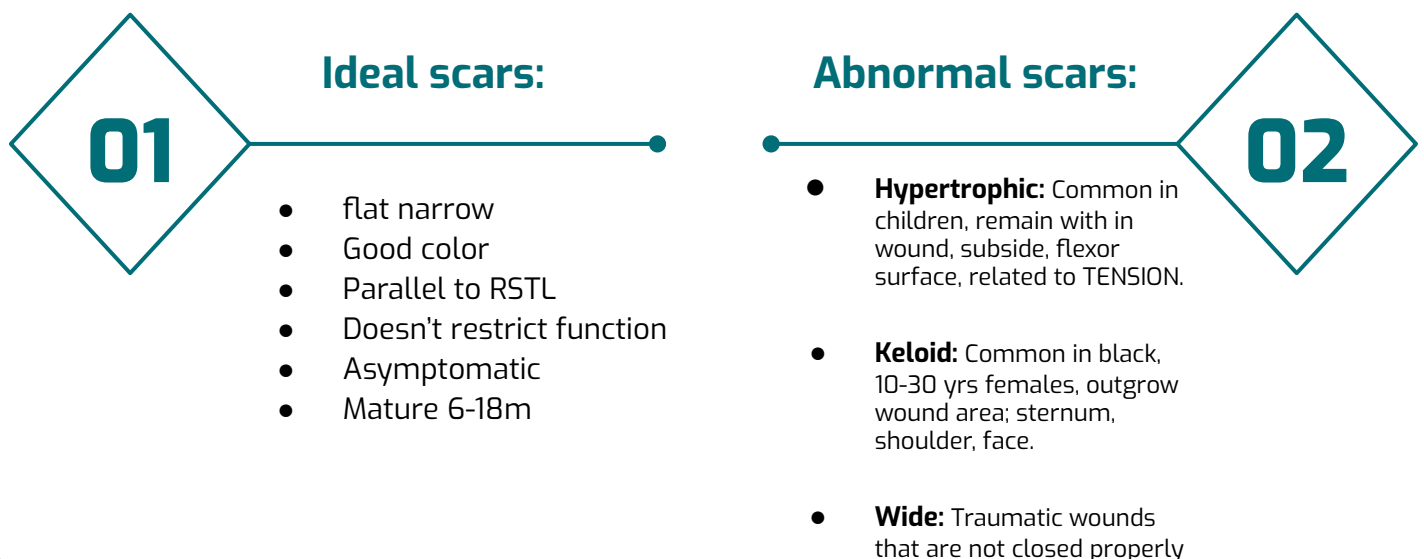 01
Ideal scars:
● flat narrow
● Good color
● Parallel to RSTL
● Doesn’t restrict function
● Asymptomatic
● Mature 6-18m
Abnormal scars:
02
● Hypertrophic: Common in
children, remain with in
wound, subside, flexor
surface, related to TENSION.
● Keloid: Common in black,
10-30 yrs females, outgrow
wound area; sternum,
shoulder, face.
● Wide: Traumatic wounds
that are not closed properly